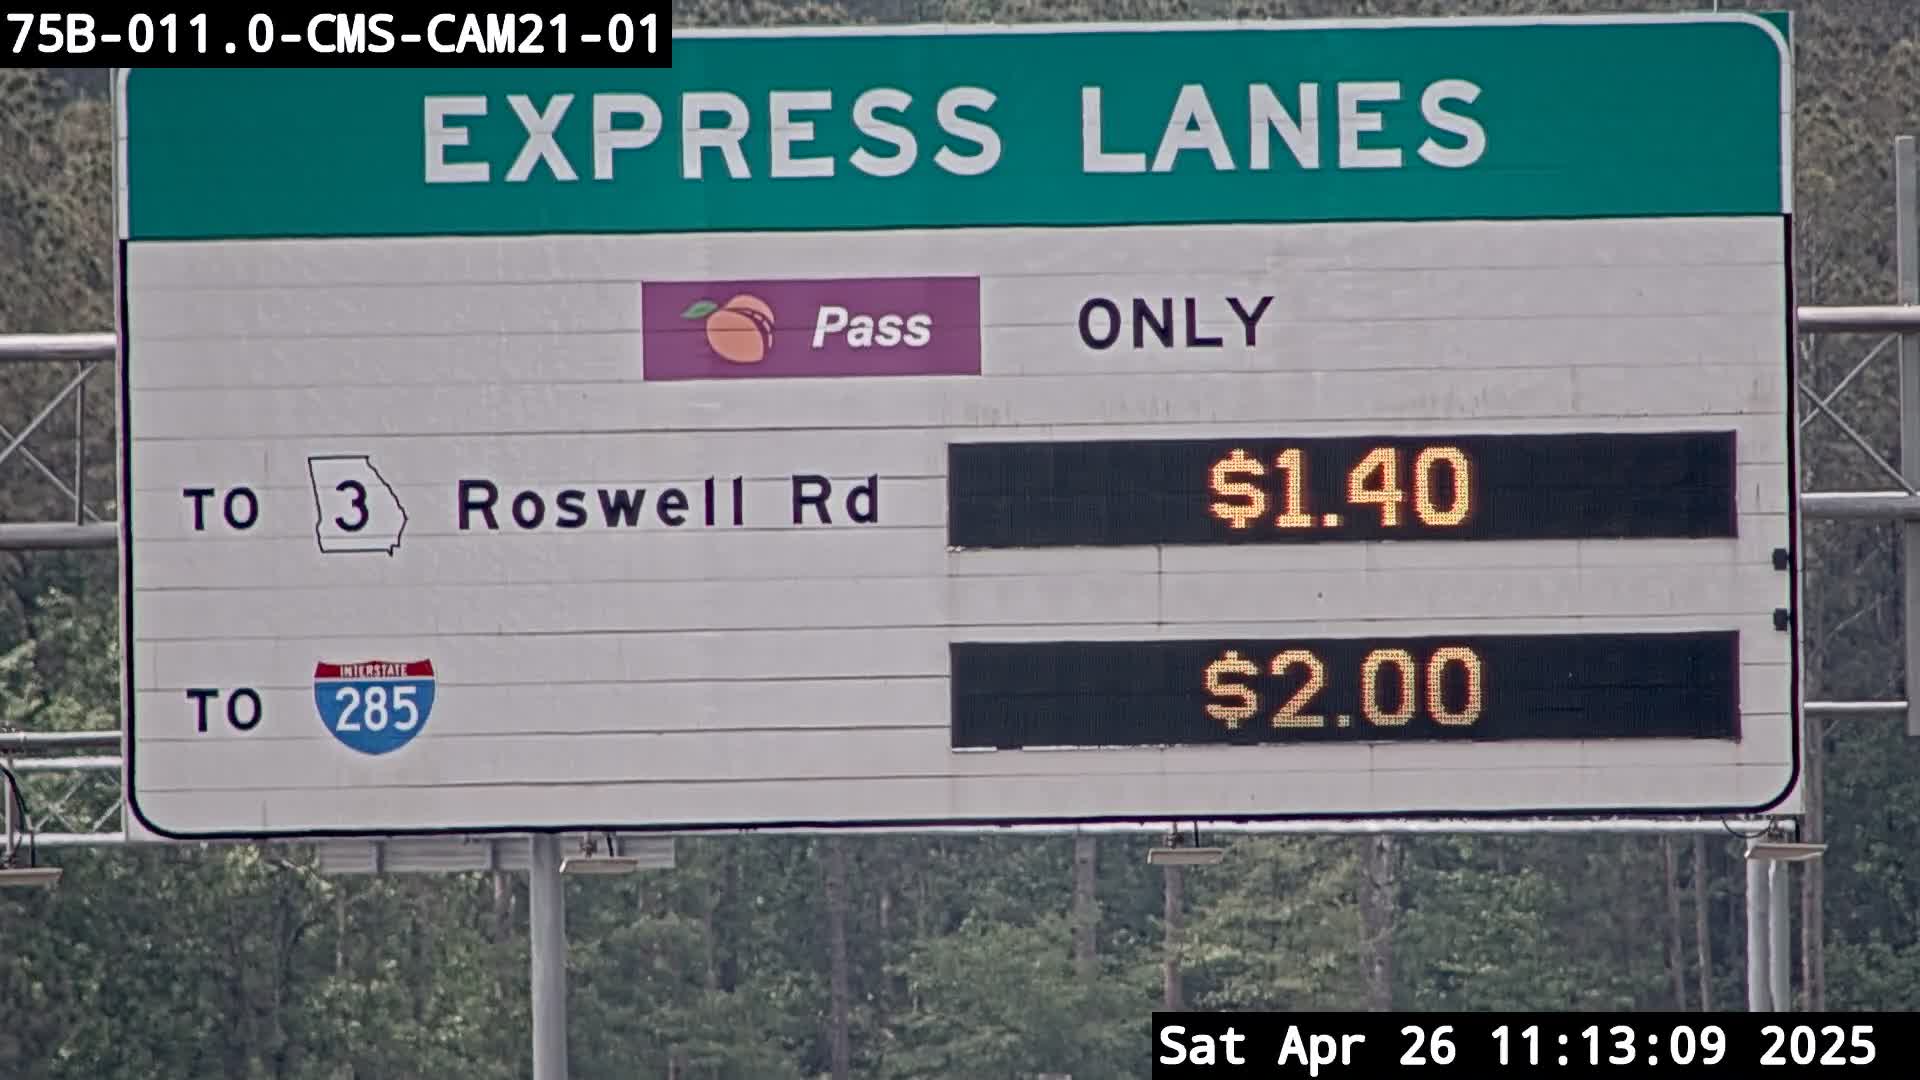 75B-011.0-CMS-CAM21-01
EXPRESS LANES
Pass ONLY
TO 3 Roswell Rd $1.40
TO INTERSTATE 285 $2.00
Sat Apr 26 11:13:09 2025